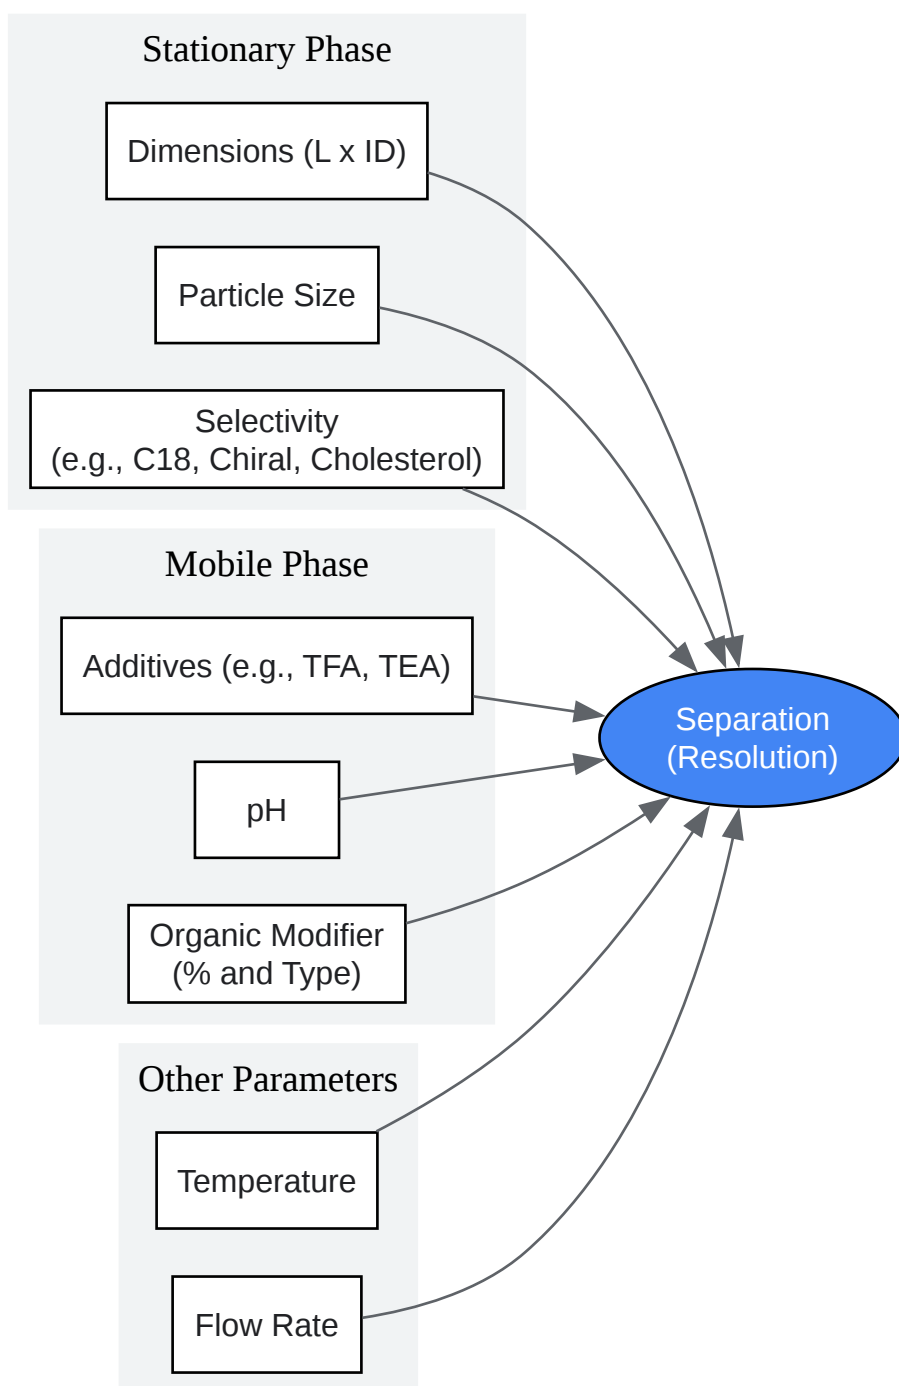 Stationary Phase
Dimensions (L x ID)
Particle Size
Selectivity
(e.g., C18, Chiral, Cholesterol)
Mobile Phase
Additives (e.g., TFA, TEA)
pH
Organic Modifier
(% and Type)
Other Parameters
Temperature
Flow Rate
Separation
(Resolution)